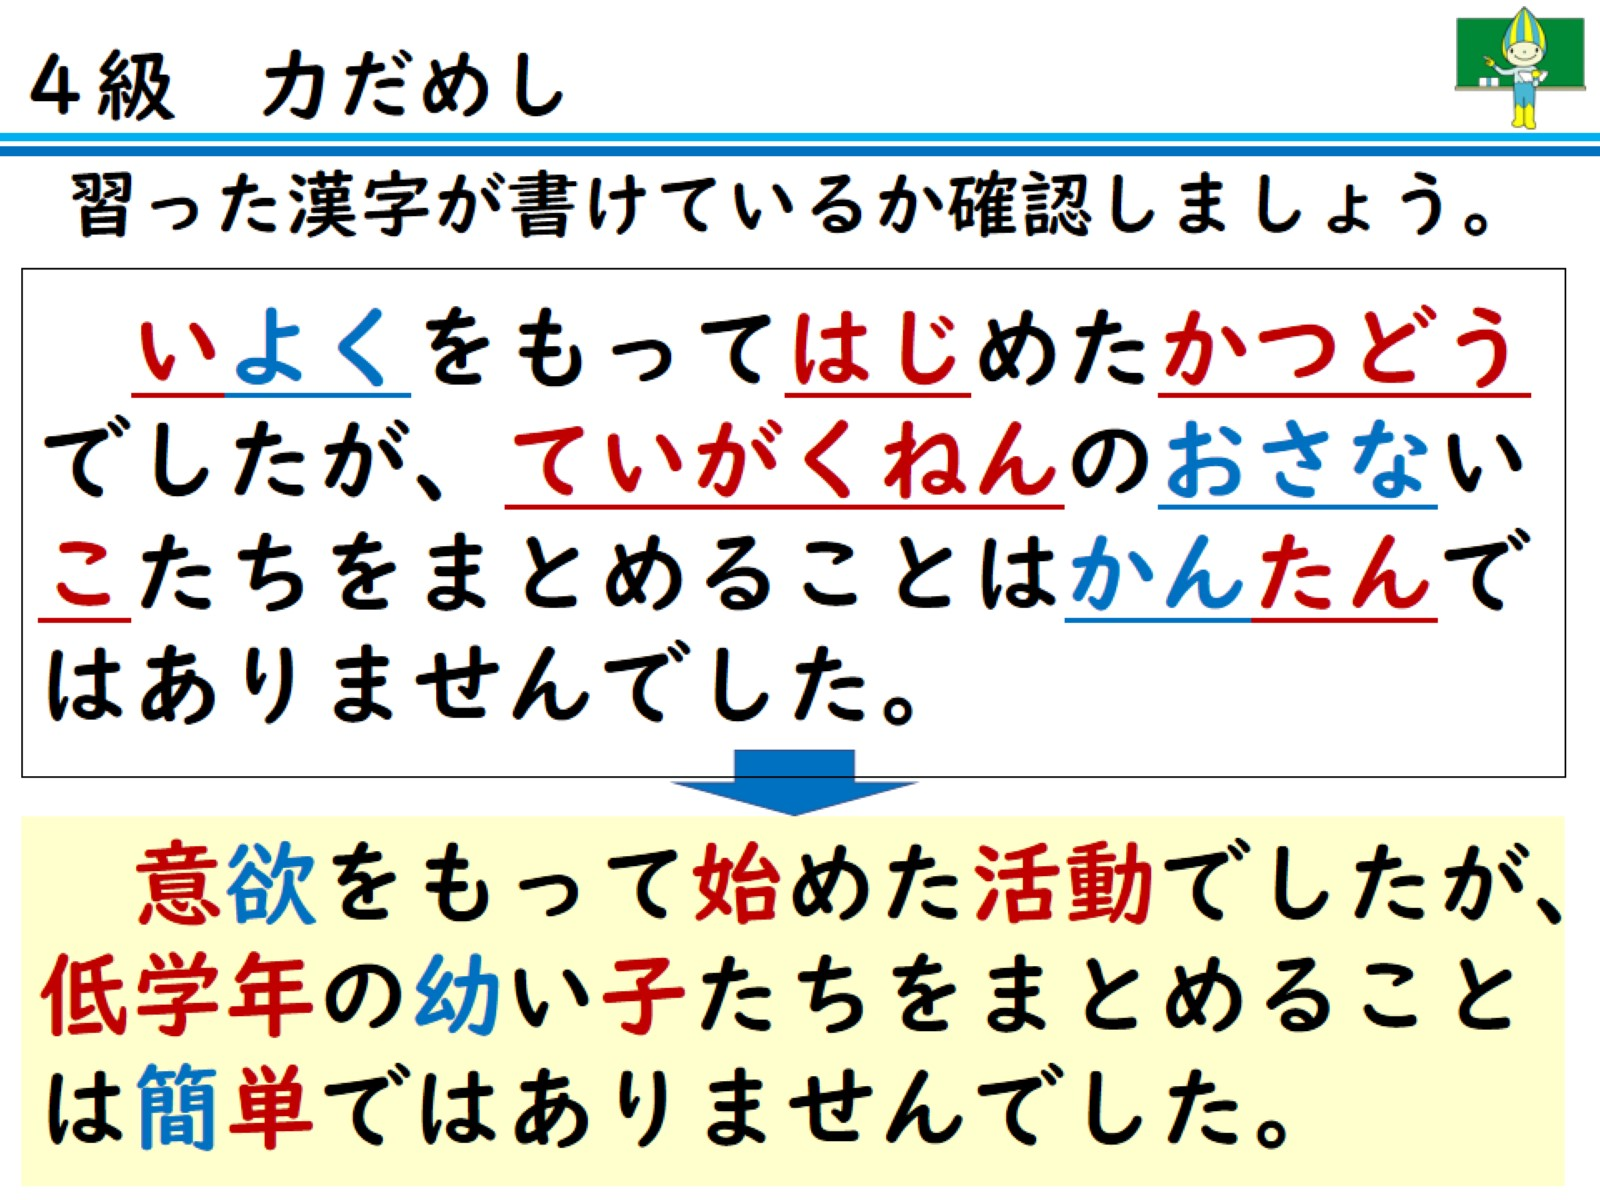 ４級　力だめし
習った漢字が書けているか確認しましょう。
いよくをもってはじめたかつどう
でしたが、ていがくねんのおさない
こたちをまとめることはかんたんで
はありませんでした。
意欲をもって始めた活動でしたが、
低学年の幼い子たちをまとめること
は簡単ではありませんでした。